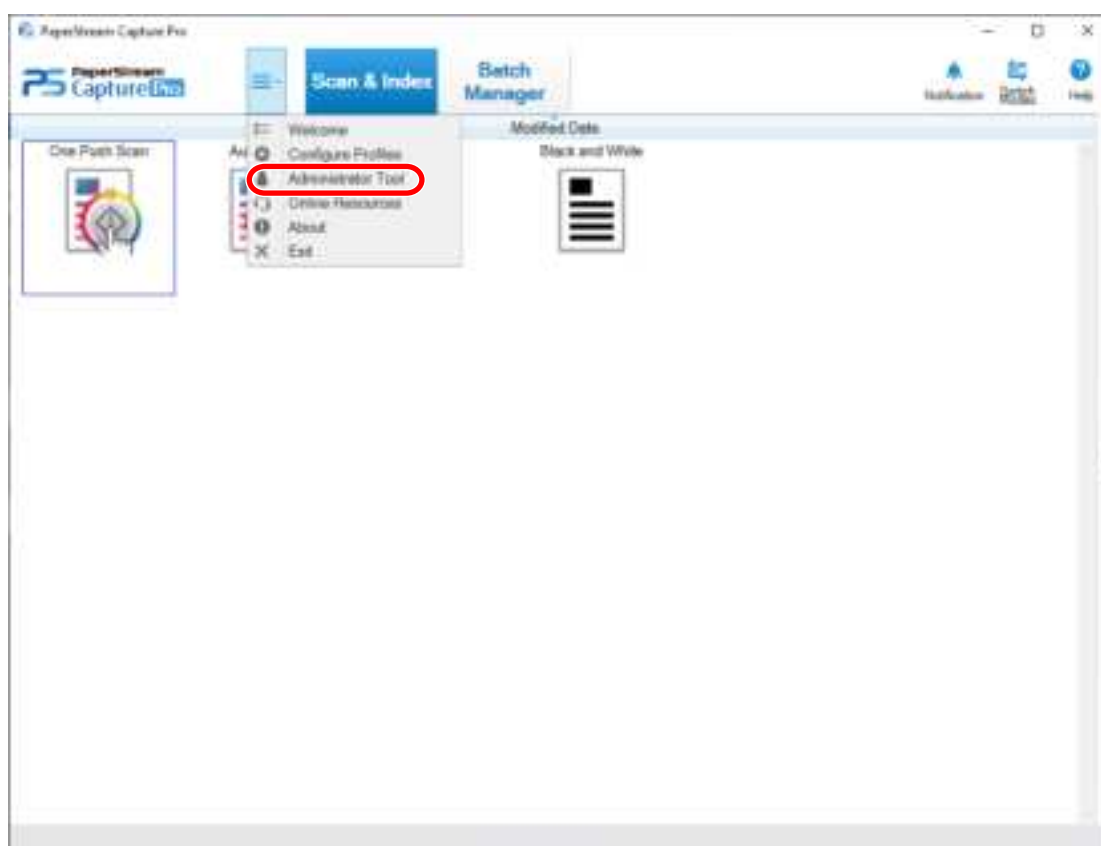 PaperStream Capture Pro
PS PaperStream Capture Pro
Scan & Index
Batch Manager
Notification
Help
Modified Date
One Push Scan
Black and White
Welcome
Configure Profiles
Administrator Tool
Online Resources
About
Exit